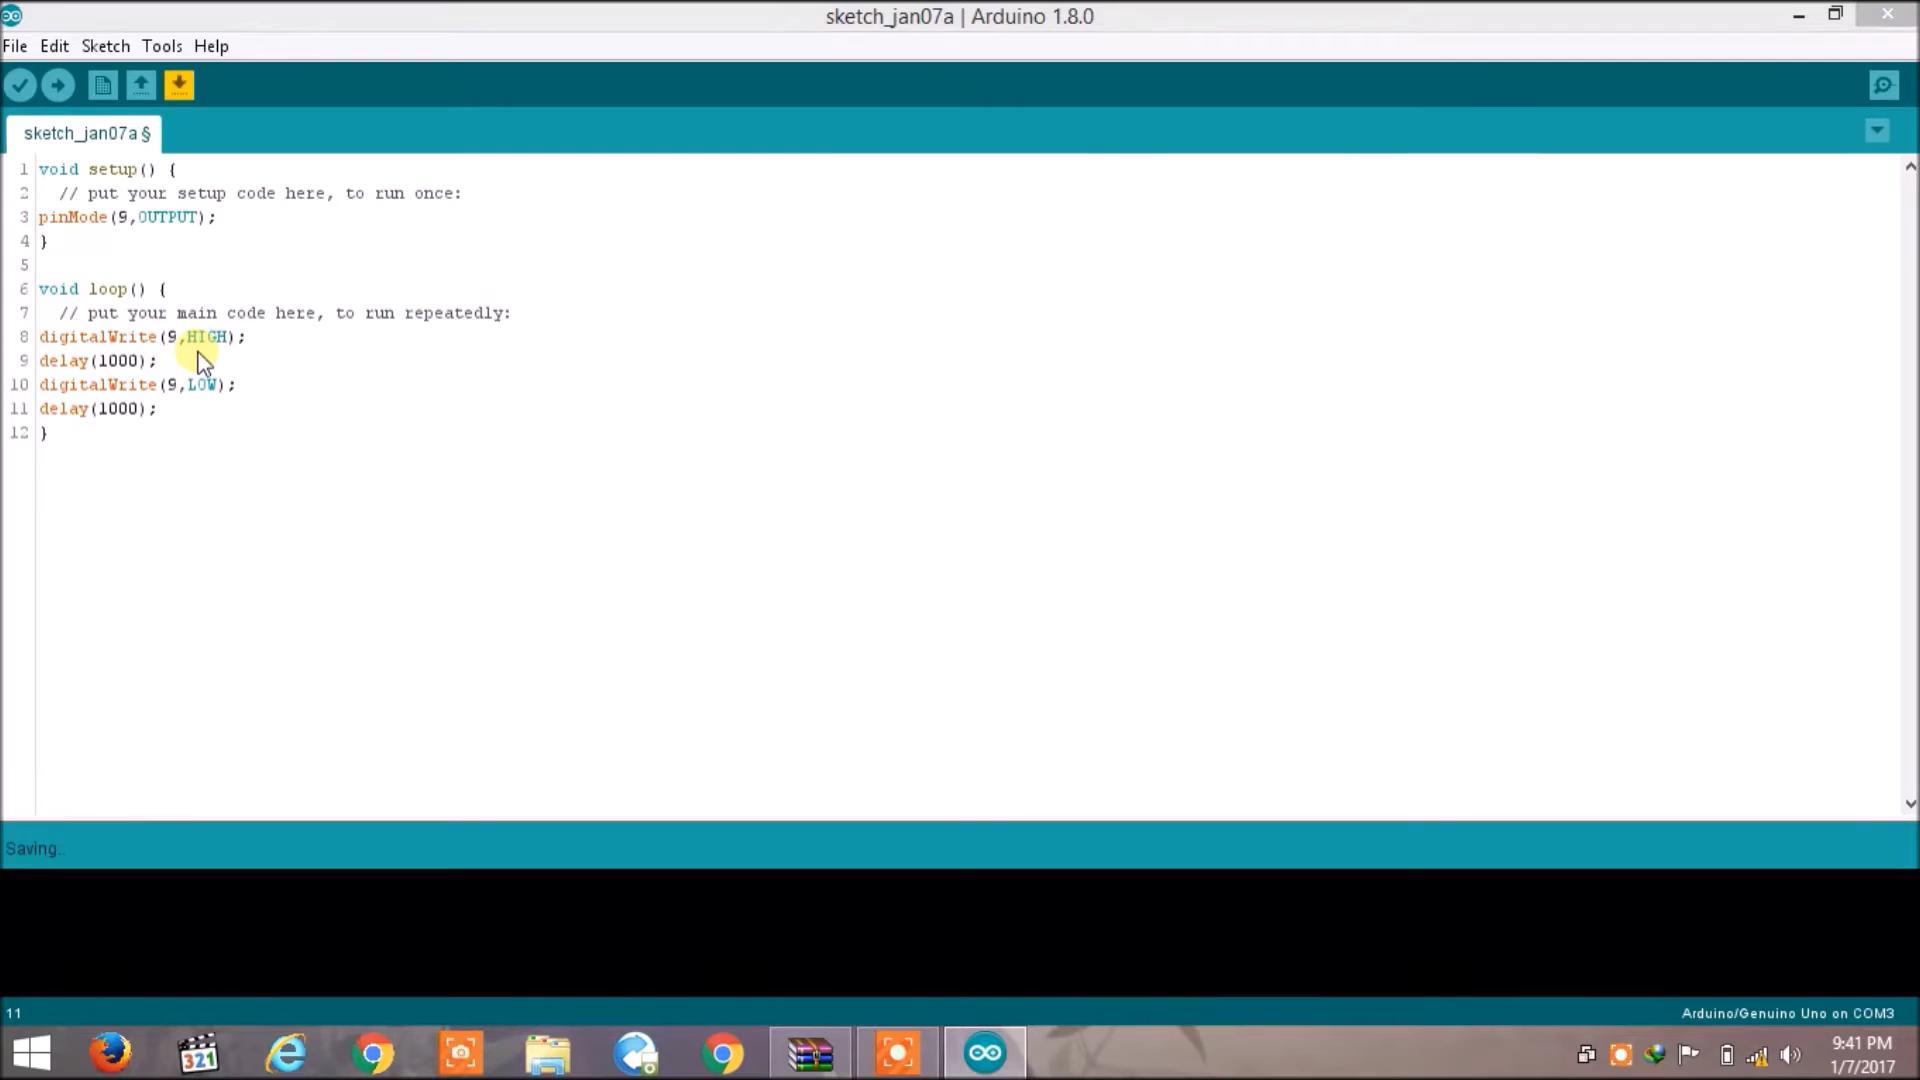 sketch_jan07a | Arduino 1.8.0
File Edit Sketch Tools Help
sketch_jan07a §
1 void setup() {
2 // put your setup code here, to run once:
3 pinMode(9,OUTPUT);
4 }
5
6 void loop() {
7 // put your main code here, to run repeatedly:
8 digitalWrite(9,HIGH);
9 delay(1000);
10 digitalWrite(9,LOW);
11 delay(1000);
12 }
Saving..
11
Arduino/Genuino Uno on COM3
321
9:41 PM
1/7/2017